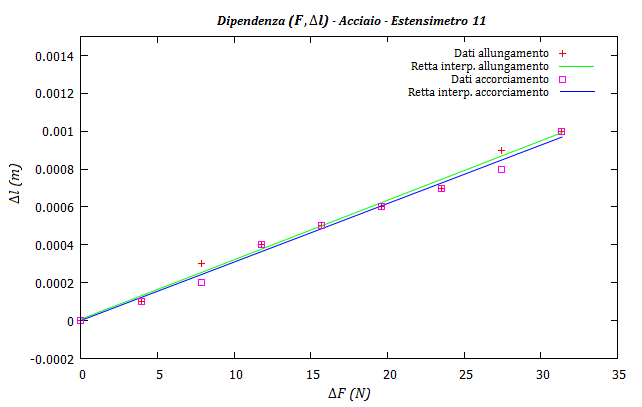 Dipendenza (F,Δl) - Acciaio - Estensimetro 11
Dati allungamento
Retta interp. allungamento
Dati accorciamento
Retta interp. accorciamento
0.0014
0.0012
0.001
0.0008
0.0006
0.0004
0.0002
0
-0.0002
Δl (m)
0 5 10 15 20 25 30 35
ΔF (N)